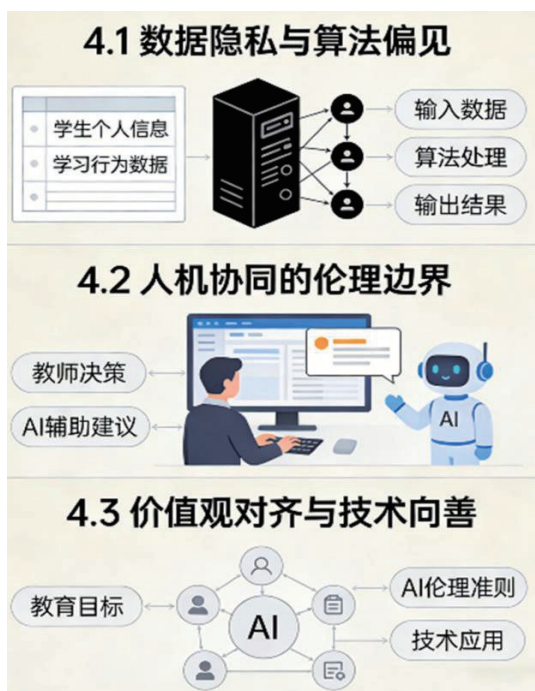 4.1 数据隐私与算法偏见
学生个人信息
学习行为数据
输入数据
算法处理
输出结果
4.2 人机协同的伦理边界
教师决策
AI辅助建议
AI
4.3 价值观对齐与技术向善
教育目标
AI
AI伦理准则
技术应用